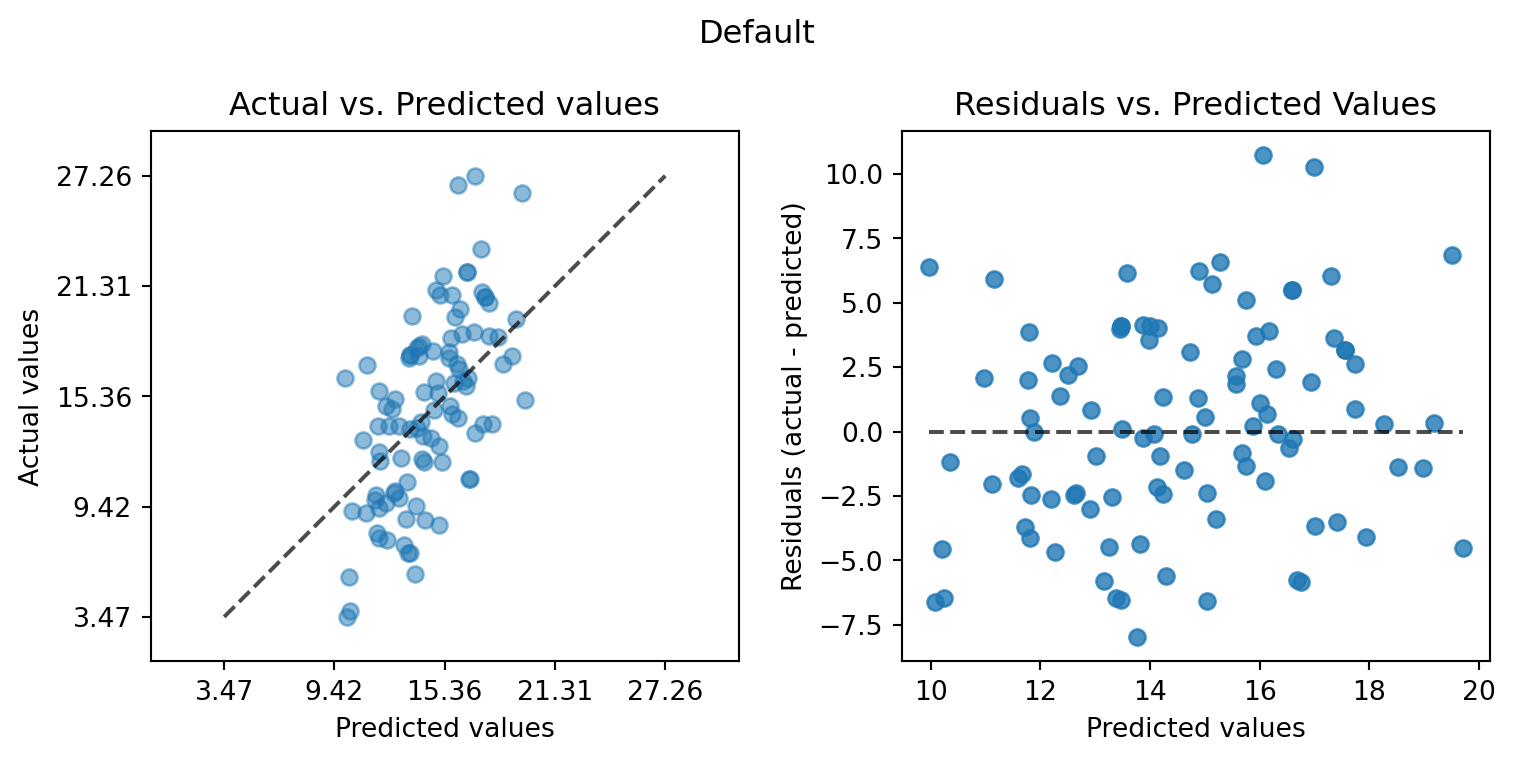 Default
Actual vs. Predicted values
Actual values
27.26
21.31
15.36
9.42
3.47
3.47 9.42 15.36 21.31 27.26
Predicted values
Residuals vs. Predicted Values
Residuals (actual - predicted)
10.0
7.5
5.0
2.5
0.0
−2.5
−5.0
−7.5
10 12 14 16 18 20
Predicted values